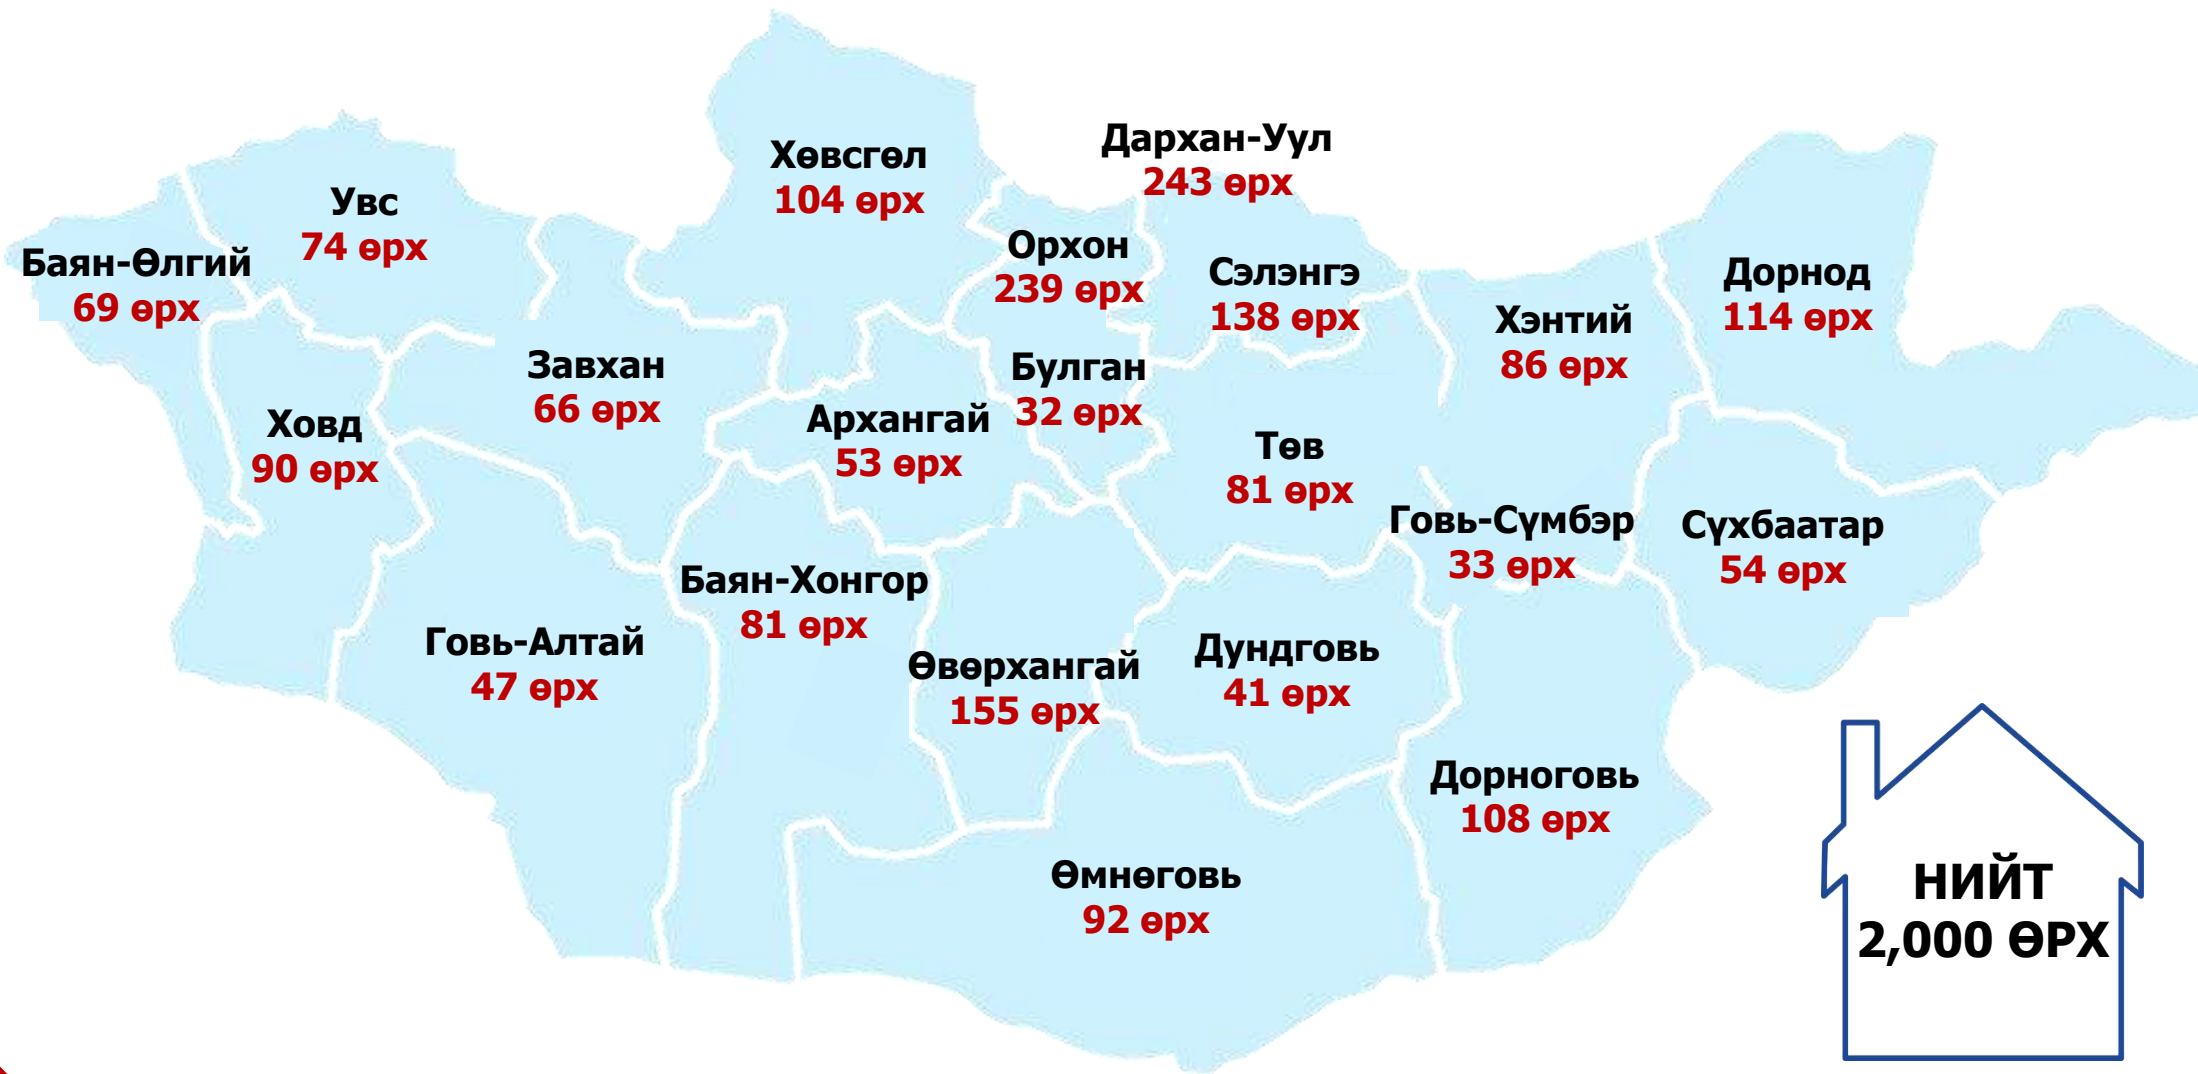 Дархан-Уул
243 өрх
Хөвсгөл
104 өрх
Увс
74 өрх
Баян-Өлгий
69 өрх
Орхон
239 өрх
Сэлэнгэ
138 өрх
Хэнтий
86 өрх
Дорнод
114 өрх
Завхан
66 өрх
Булган
32 өрх
Архангай
53 өрх
Ховд
90 өрх
Төв
81 өрх
Говь-Сүмбэр
33 өрх
Сүхбаатар
54 өрх
Баян-Хонгор
81 өрх
Говь-Алтай
47 өрх
Өвөрхангай
155 өрх
Дундговь
41 өрх
Дорноговь
108 өрх
Өмнөговь
92 өрх
НИЙТ
2,000 ӨРХ